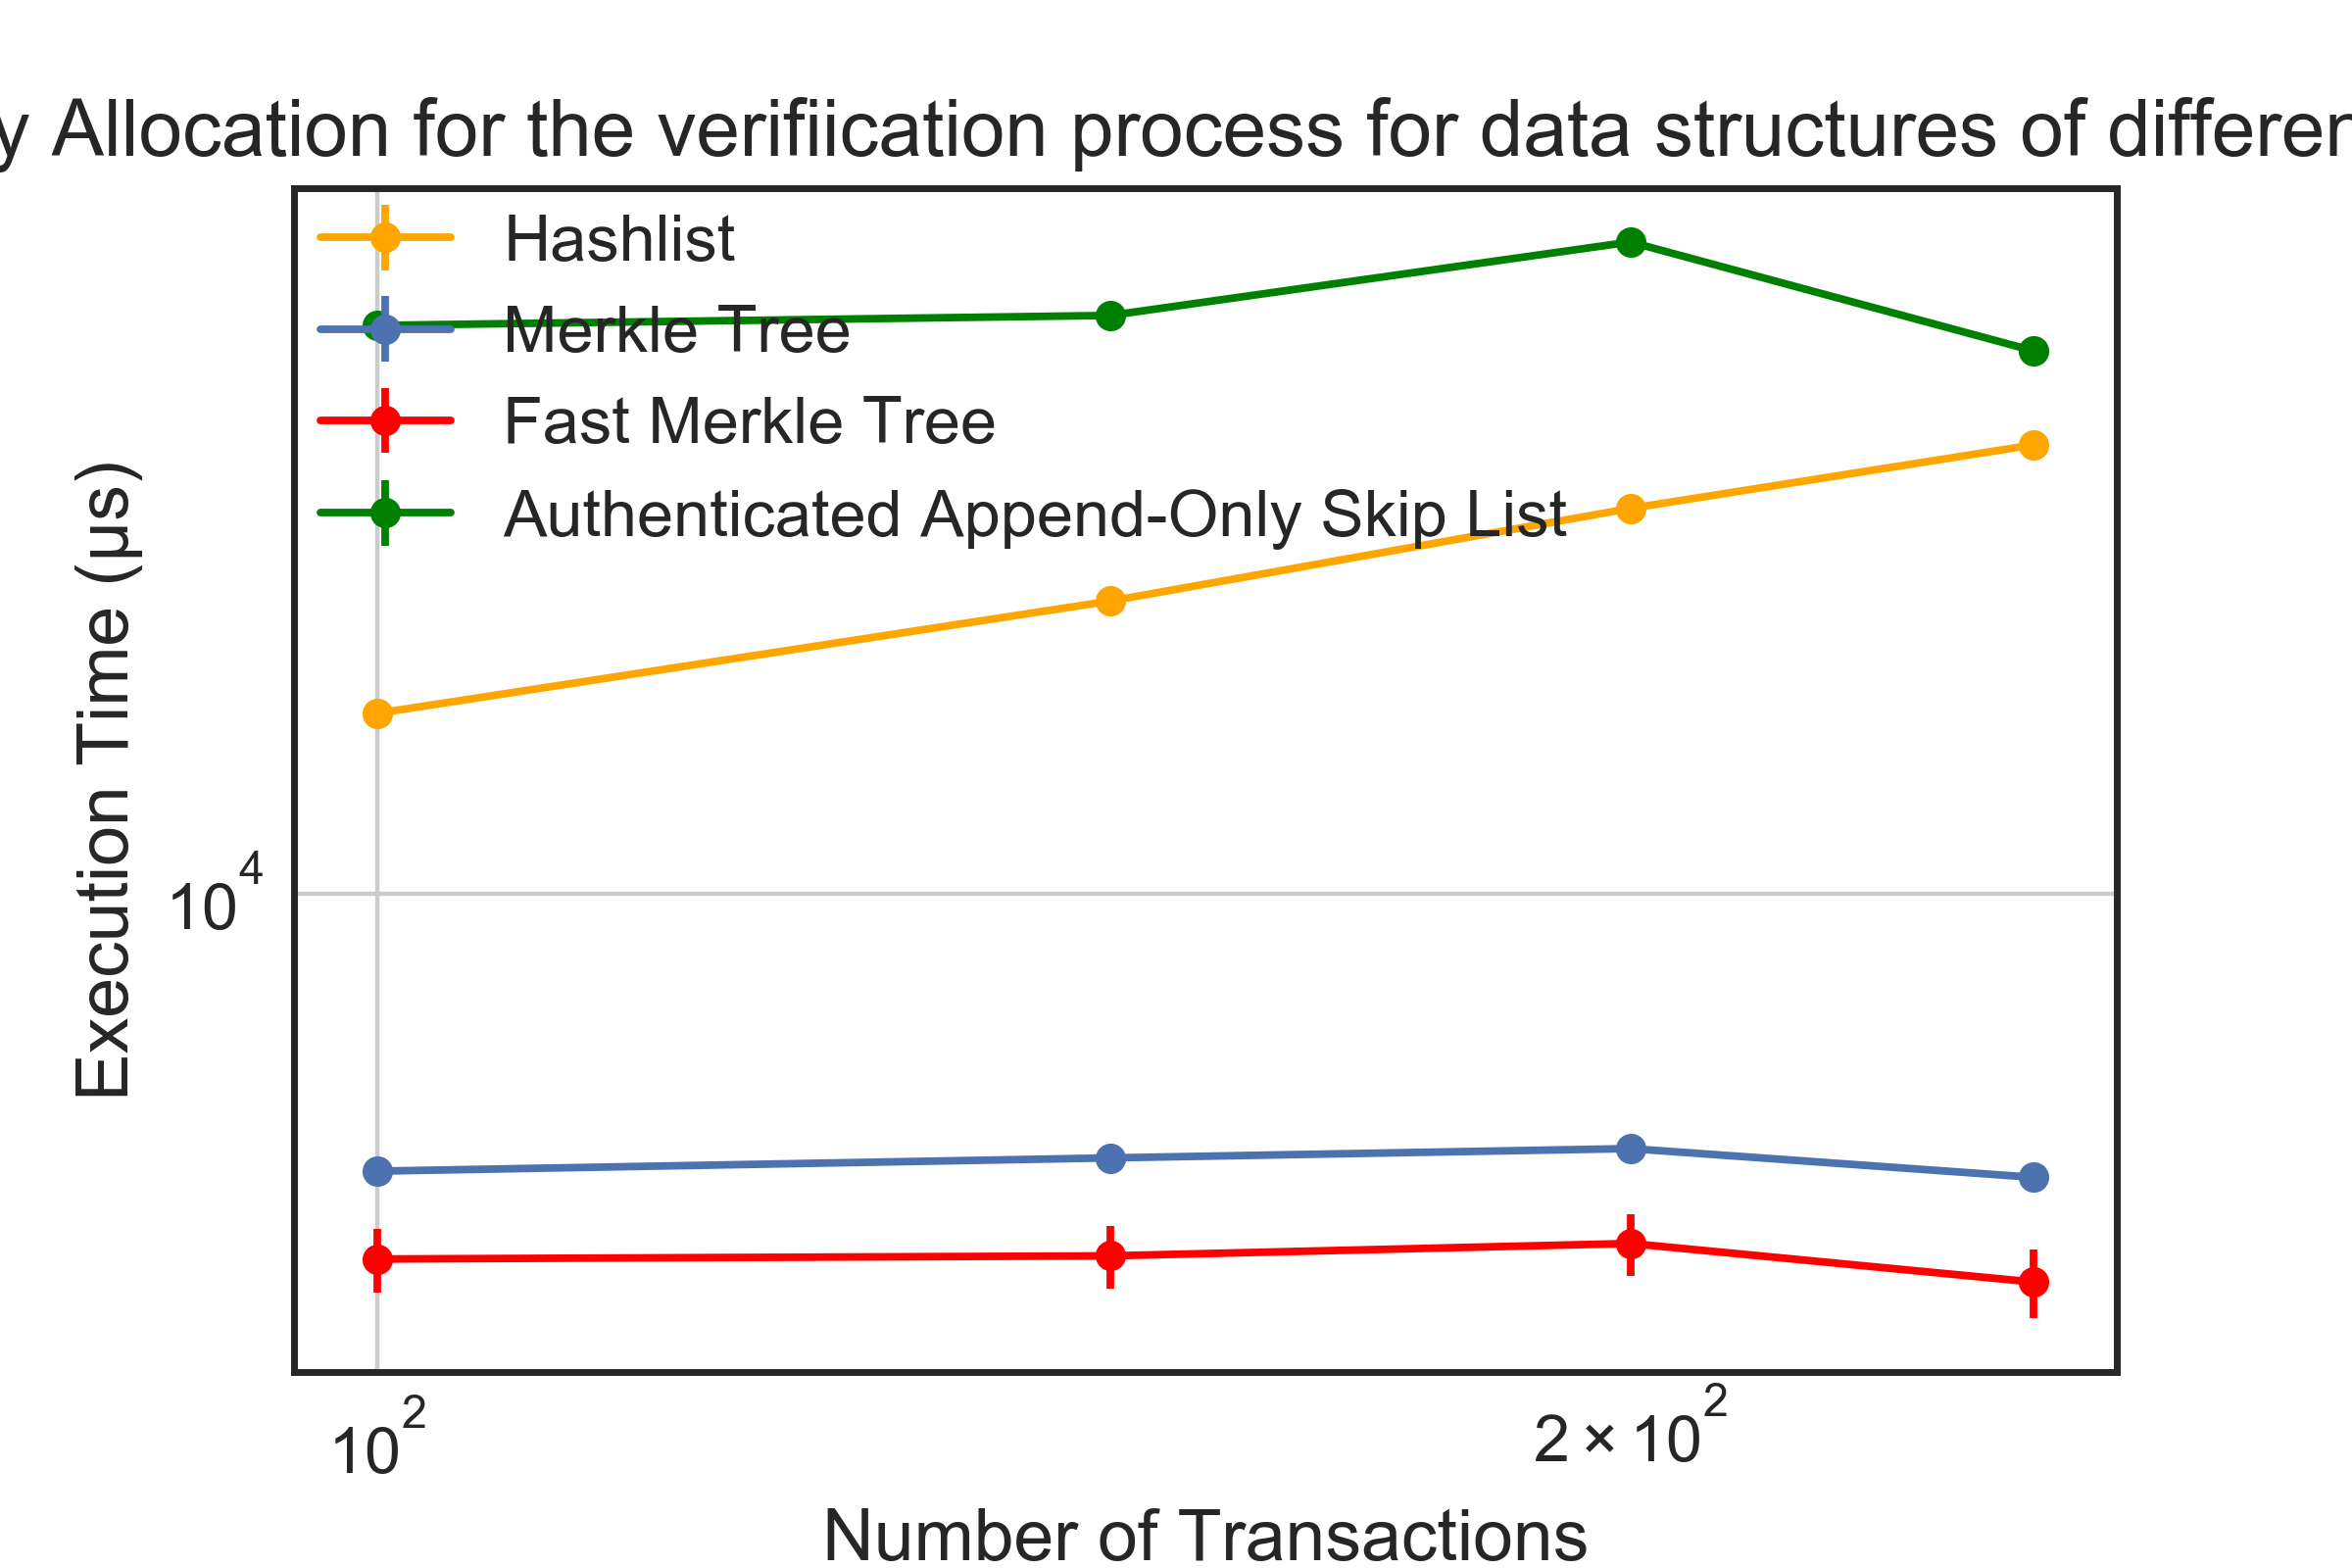 y Allocation for the verifiication process for data structures of differen
Hashlist
Merkle Tree
Fast Merkle Tree
Authenticated Append-Only Skip List
Execution Time (µs)
10^4
10^2
2 × 10^2
Number of Transactions